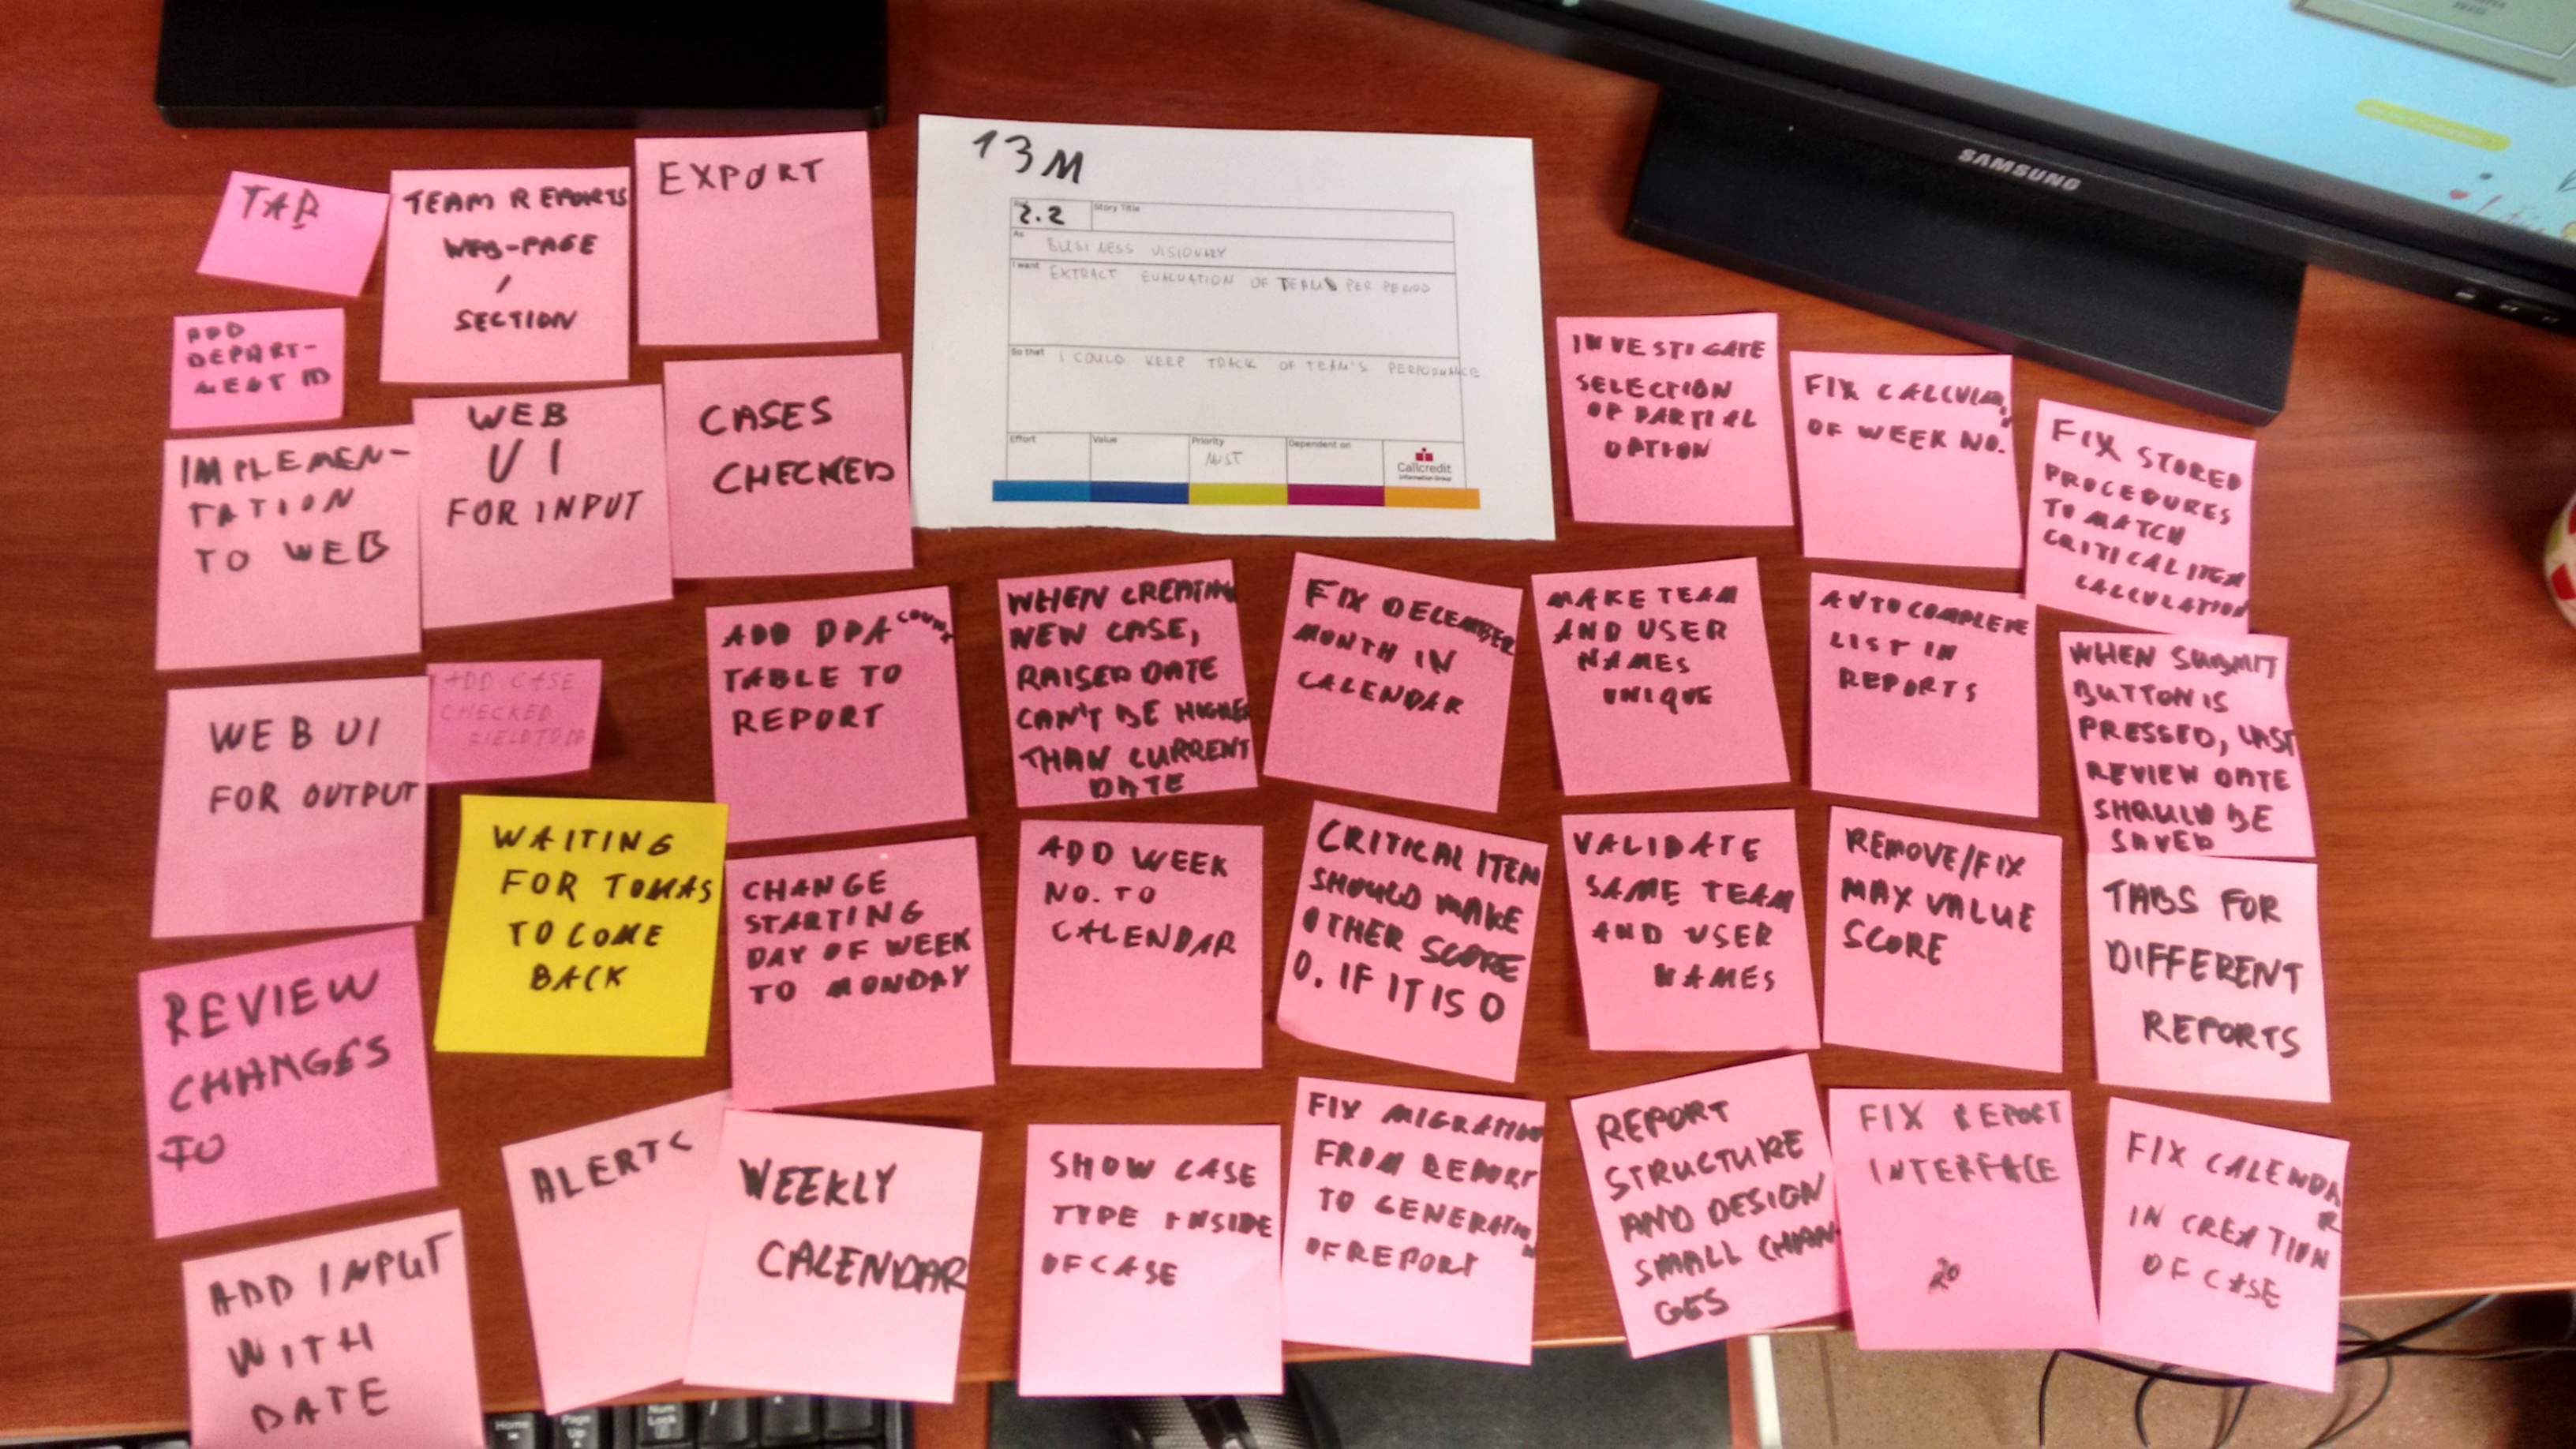 TAB
TEAM REPORTS
WEB-PAGE
/
SECTION
EXPORT
13 M
2.2
Story Title
As
BUSINESS VISIONARY
I want
EXTRACT EVALUATION OF TEAMS PER PERIOD
So that
I COULD KEEP TRACK OF TEAM'S PERFORMANCE
Effort
Value
Priority
MUST
Dependent on
Callcredit
Information Group
SAMSUNG
ADD
DEPART-
MENT ID
IMPLEMEN-
TATION
TO WEB
WEB
UI
FOR INPUT
CASES
CHECKED
INVESTIGATE
SELECTION
OF PARTIAL
OPTION
FIX CALCULA
OF WEEK NO.
FIX STORED
PROCEDURES
TO MATCH
CRITICAL ITEM
CALCULATION
WEB UI
FOR OUTPUT
ADD CASE
CHECKED
FIELD TO DB
ADD DPA COUNT
TABLE TO
REPORT
WHEN CREATING
NEW CASE,
RAISED DATE
CAN'T BE HIGHER
THAN CURRENT
DATE
FIX DECEMBER
MONTH IN
CALENDAR
MAKE TEAM
AND USER
NAMES
UNIQUE
AUTOCOMPLETE
LIST IN
REPORTS
WHEN SUBMIT
BUTTON IS
PRESSED, LAST
REVIEW DATE
SHOULD BE
SAVED
REVIEW
CHANGES
TO
WAITING
FOR TOMAS
TO COME
BACK
CHANGE
STARTING
DAY OF WEEK
TO MONDAY
ADD WEEK
NO. TO
CALENDAR
CRITICAL ITEM
SHOULD MAKE
OTHER SCORE
0. IF IT IS 0
VALIDATE
SAME TEAM
AND USER
NAMES
REMOVE/FIX
MAX VALUE
SCORE
TABS FOR
DIFFERENT
REPORTS
ADD INPUT
WITH
DATE
ALERTS
WEEKLY
CALENDAR
SHOW CASE
TYPE INSIDE
OF CASE
FIX MIGRATION
FROM REPORT
TO GENERATION
OF REPORT
REPORT
STRUCTURE
AND DESIGN
SMALL CHAN
GES
FIX REPORT
INTERFACE
FIX CALENDAR
IN CREATION
OF CASE
Home
Page
Up
Num
Lock
/